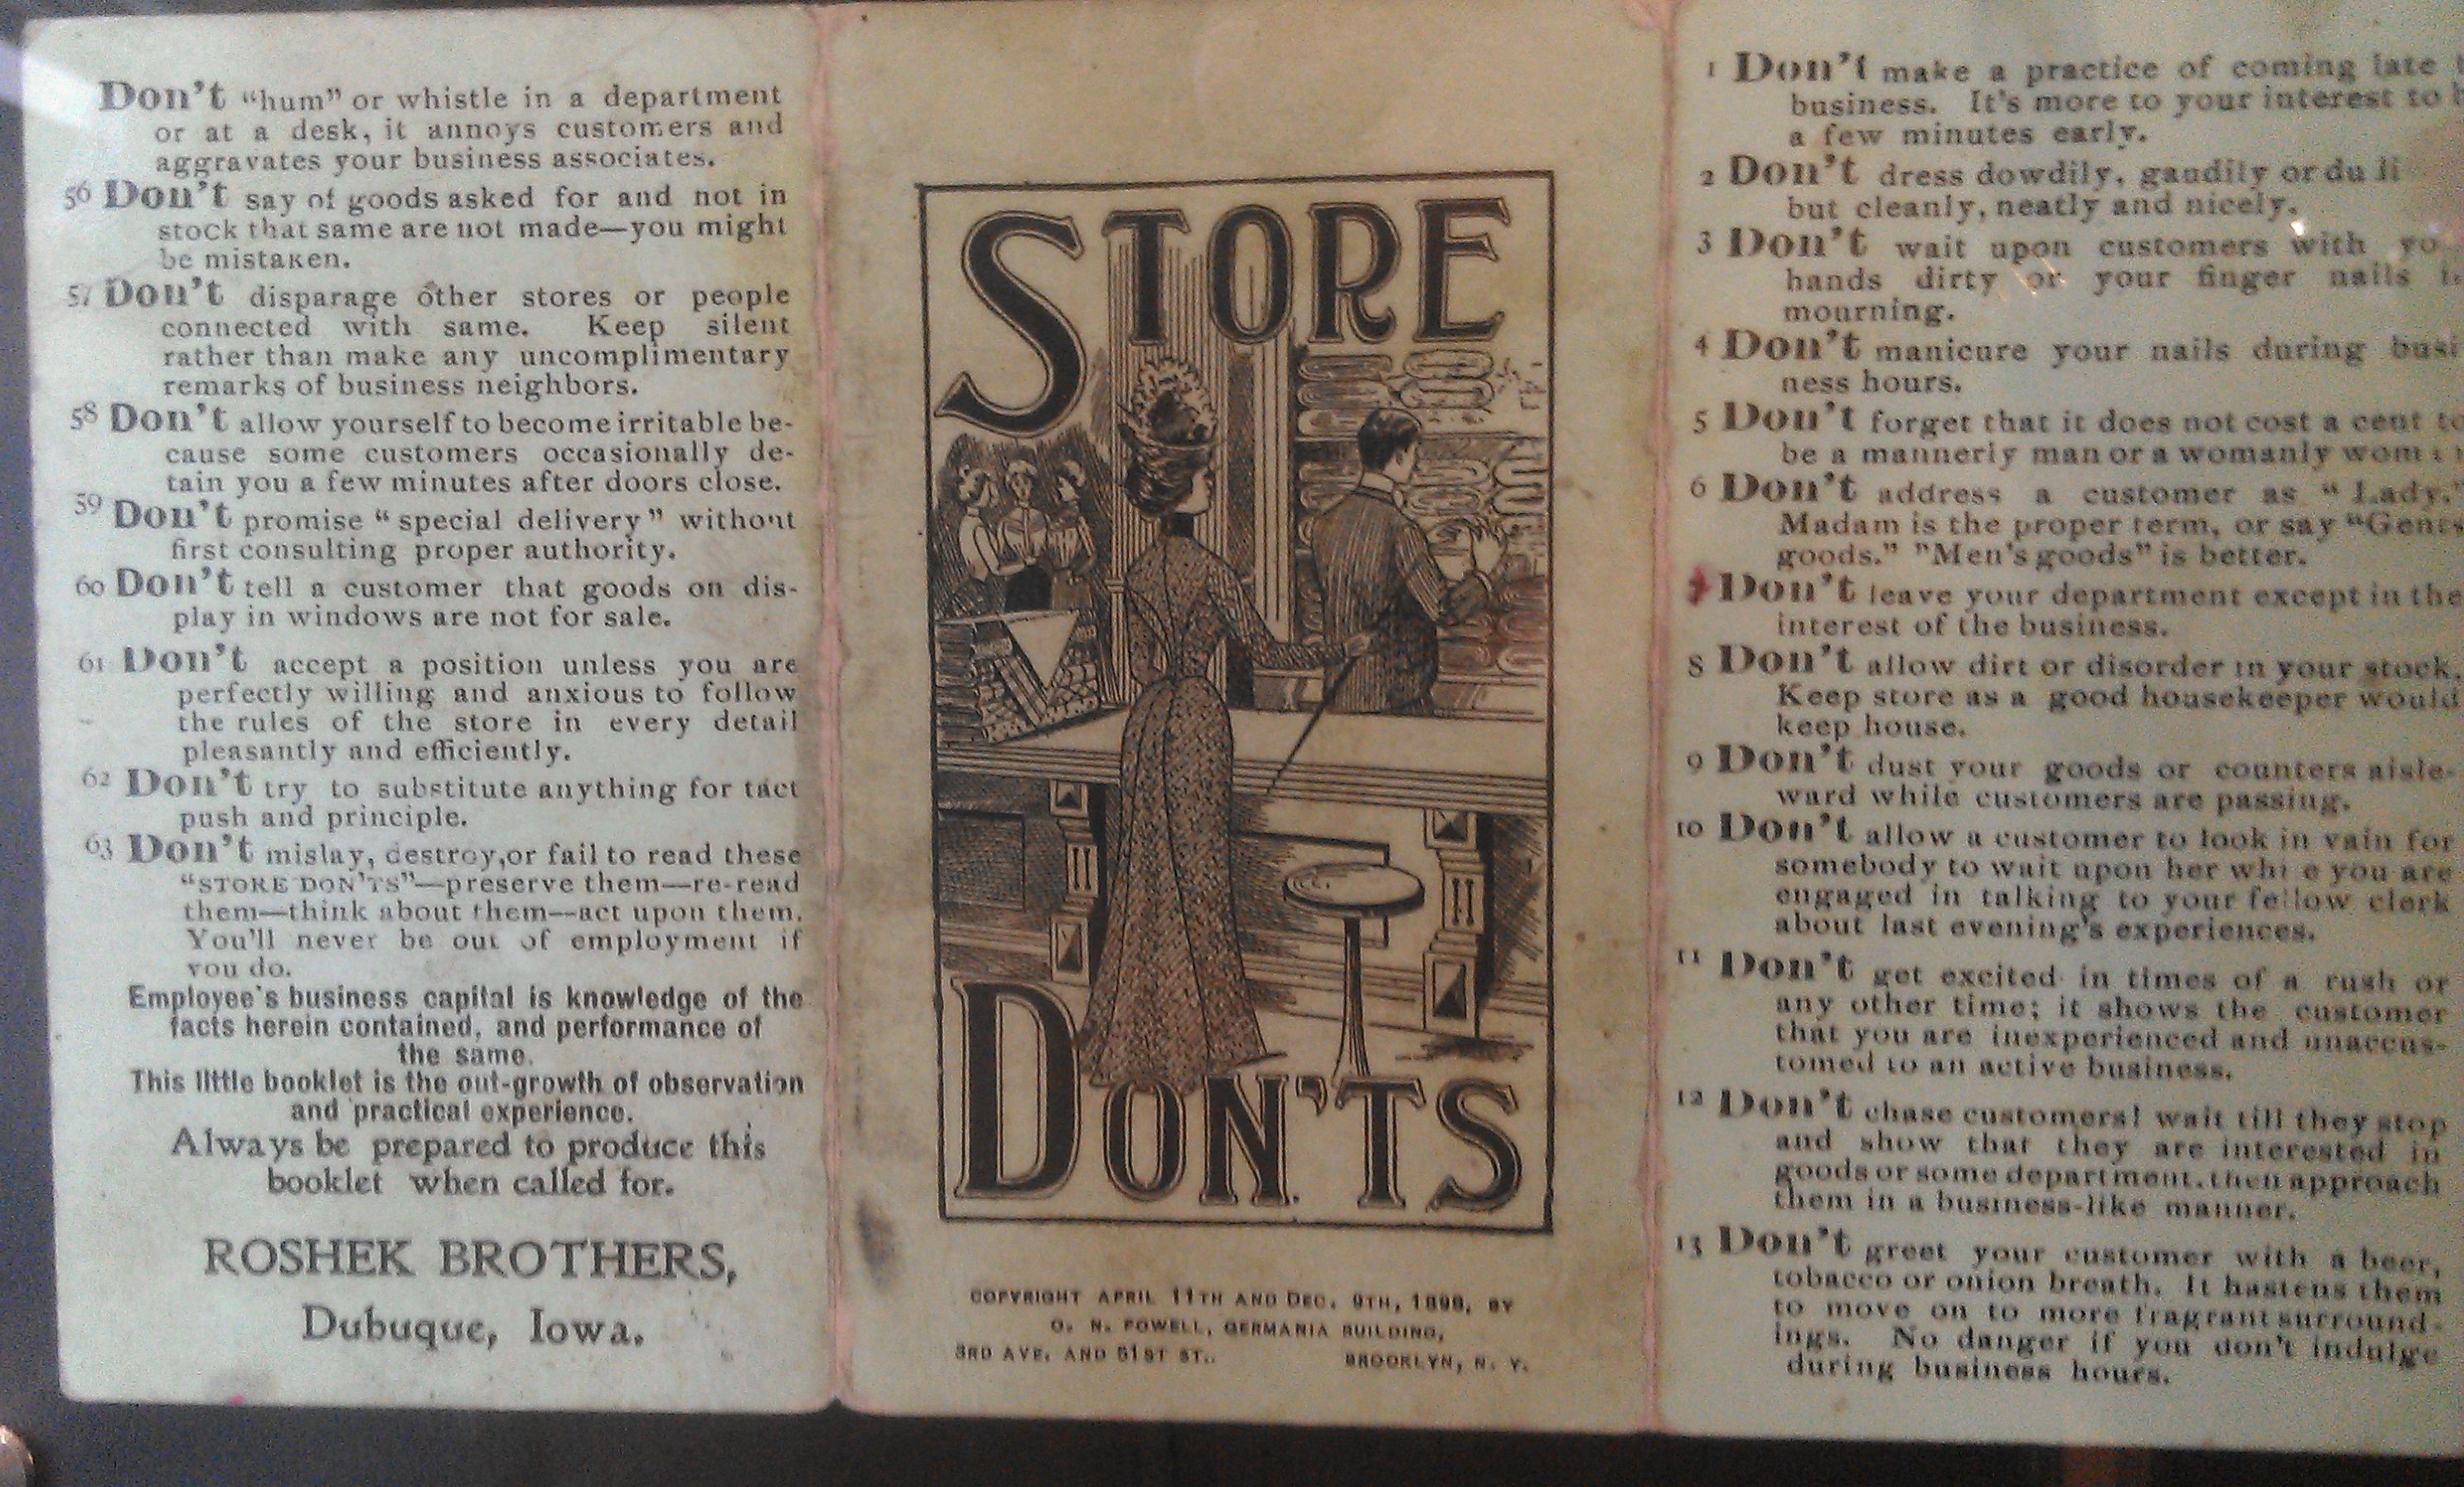 Don't "hum" or whistle in a department
or at a desk, it annoys customers and
aggravates your business associates.
56 Don't say of goods asked for and not in
stock that same are not made—you might
be mistaken.
57 Don't disparage other stores or people
connected with same. Keep silent
rather than make any uncomplimentary
remarks of business neighbors.
58 Don't allow yourself to become irritable be-
cause some customers occasionally de-
tain you a few minutes after doors close.
59 Don't promise "special delivery" without
first consulting proper authority.
60 Don't tell a customer that goods on dis-
play in windows are not for sale.
61 Don't accept a position unless you are
perfectly willing and anxious to follow
the rules of the store in every detail
pleasantly and efficiently.
62 Don't try to substitute anything for tact
push and principle.
63 Don't mislay, destroy,or fail to read these
"STORE DON'TS"—preserve them—re-read
them—think about them—act upon them.
You'll never be out of employment if
you do.
Employee's business capital is knowledge of the
facts herein contained, and performance of
the same.
This little booklet is the out-growth of observation
and practical experience.
Always be prepared to produce this
booklet when called for.
ROSHEK BROTHERS,
Dubuque, Iowa.
STORE
DON'TS
COPYRIGHT APRIL 11TH AND DEC. 9TH, 1898, BY
O. N. POWELL, GERMANIA BUILDING,
3RD AVE. AND 51ST ST.. BROOKLYN, N. Y.
1 Don't make a practice of coming late
business. It's more to your interest to
a few minutes early.
2 Don't dress dowdily, gaudily or
but cleanly, neatly and nicely.
3 Don't wait upon customers with
hands dirty or your finger nails
mourning.
4 Don't manicure your nails during busi
ness hours.
5 Don't forget that it does not cost a cent to
be a mannerly man or a womanly
6 Don't address a customer as "Lady."
Madam is the proper term, or say "Gents
goods." "Men's goods" is better.
7 Don't leave your department except in the
interest of the business.
8 Don't allow dirt or disorder in your stock.
Keep store as a good housekeeper would
keep house.
9 Don't dust your goods or counters aisle-
ward while customers are passing.
10 Don't allow a customer to look in vain for
somebody to wait upon her while you are
engaged in talking to your fellow clerk
about last evening's experiences.
11 Don't get excited in times of a rush or
any other time; it shows the customer
that you are inexperienced and unaccus-
tomed to an active business.
12 Don't chase customers! wait till they stop
and show that they are interested in
goods or some department, then approach
them in a business-like manner.
13 Don't greet your customer with a beer,
tobacco or onion breath. It hastens them
to move on to more fragrant surround-
ings. No danger if you don't indulge
during business hours.